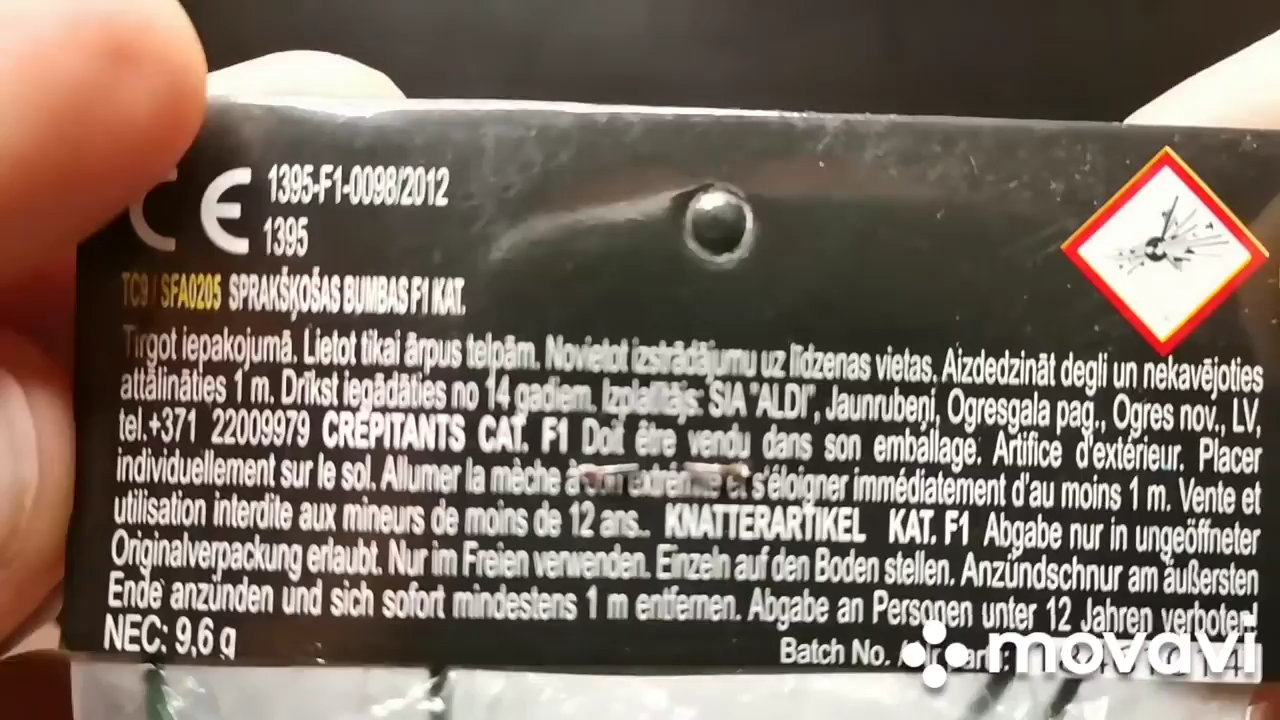 CE 1395-F1-0098/2012
1395
TC9 / SFA0205 SPRAKŠĶOŠAS BUMBAS F1 KAT.
Tirgot iepakojumā. Lietot tikai ārpus telpām. Novietot izstrādājumu uz līdzenas vietas. Aizdedzināt degli un nekavējoties
attālināties 1 m. Drīkst iegādāties no 14 gadiem. Izplatītājs: SIA "ALDI", Jaunrubeņi, Ogresgala pag., Ogres nov., LV,
tel.+371 22009979 CRÉPITANTS CAT. F1 Doit être vendu dans son emballage. Artifice d'extérieur. Placer
individuellement sur le sol. Allumer la mèche à extrémité et s'éloigner immédiatement d'au moins 1 m. Vente et
utilisation interdite aux mineurs de moins de 12 ans.. KNATTERARTIKEL KAT. F1 Abgabe nur in ungeöffneter
Originalverpackung erlaubt. Nur im Freien verwenden. Einzeln auf den Boden stellen. Anzündschnur am äußersten
Ende anzünden und sich sofort mindestens 1 m entfernen. Abgabe an Personen unter 12 Jahren verboten!
NEC: 9,6 g
Batch No.
movavi